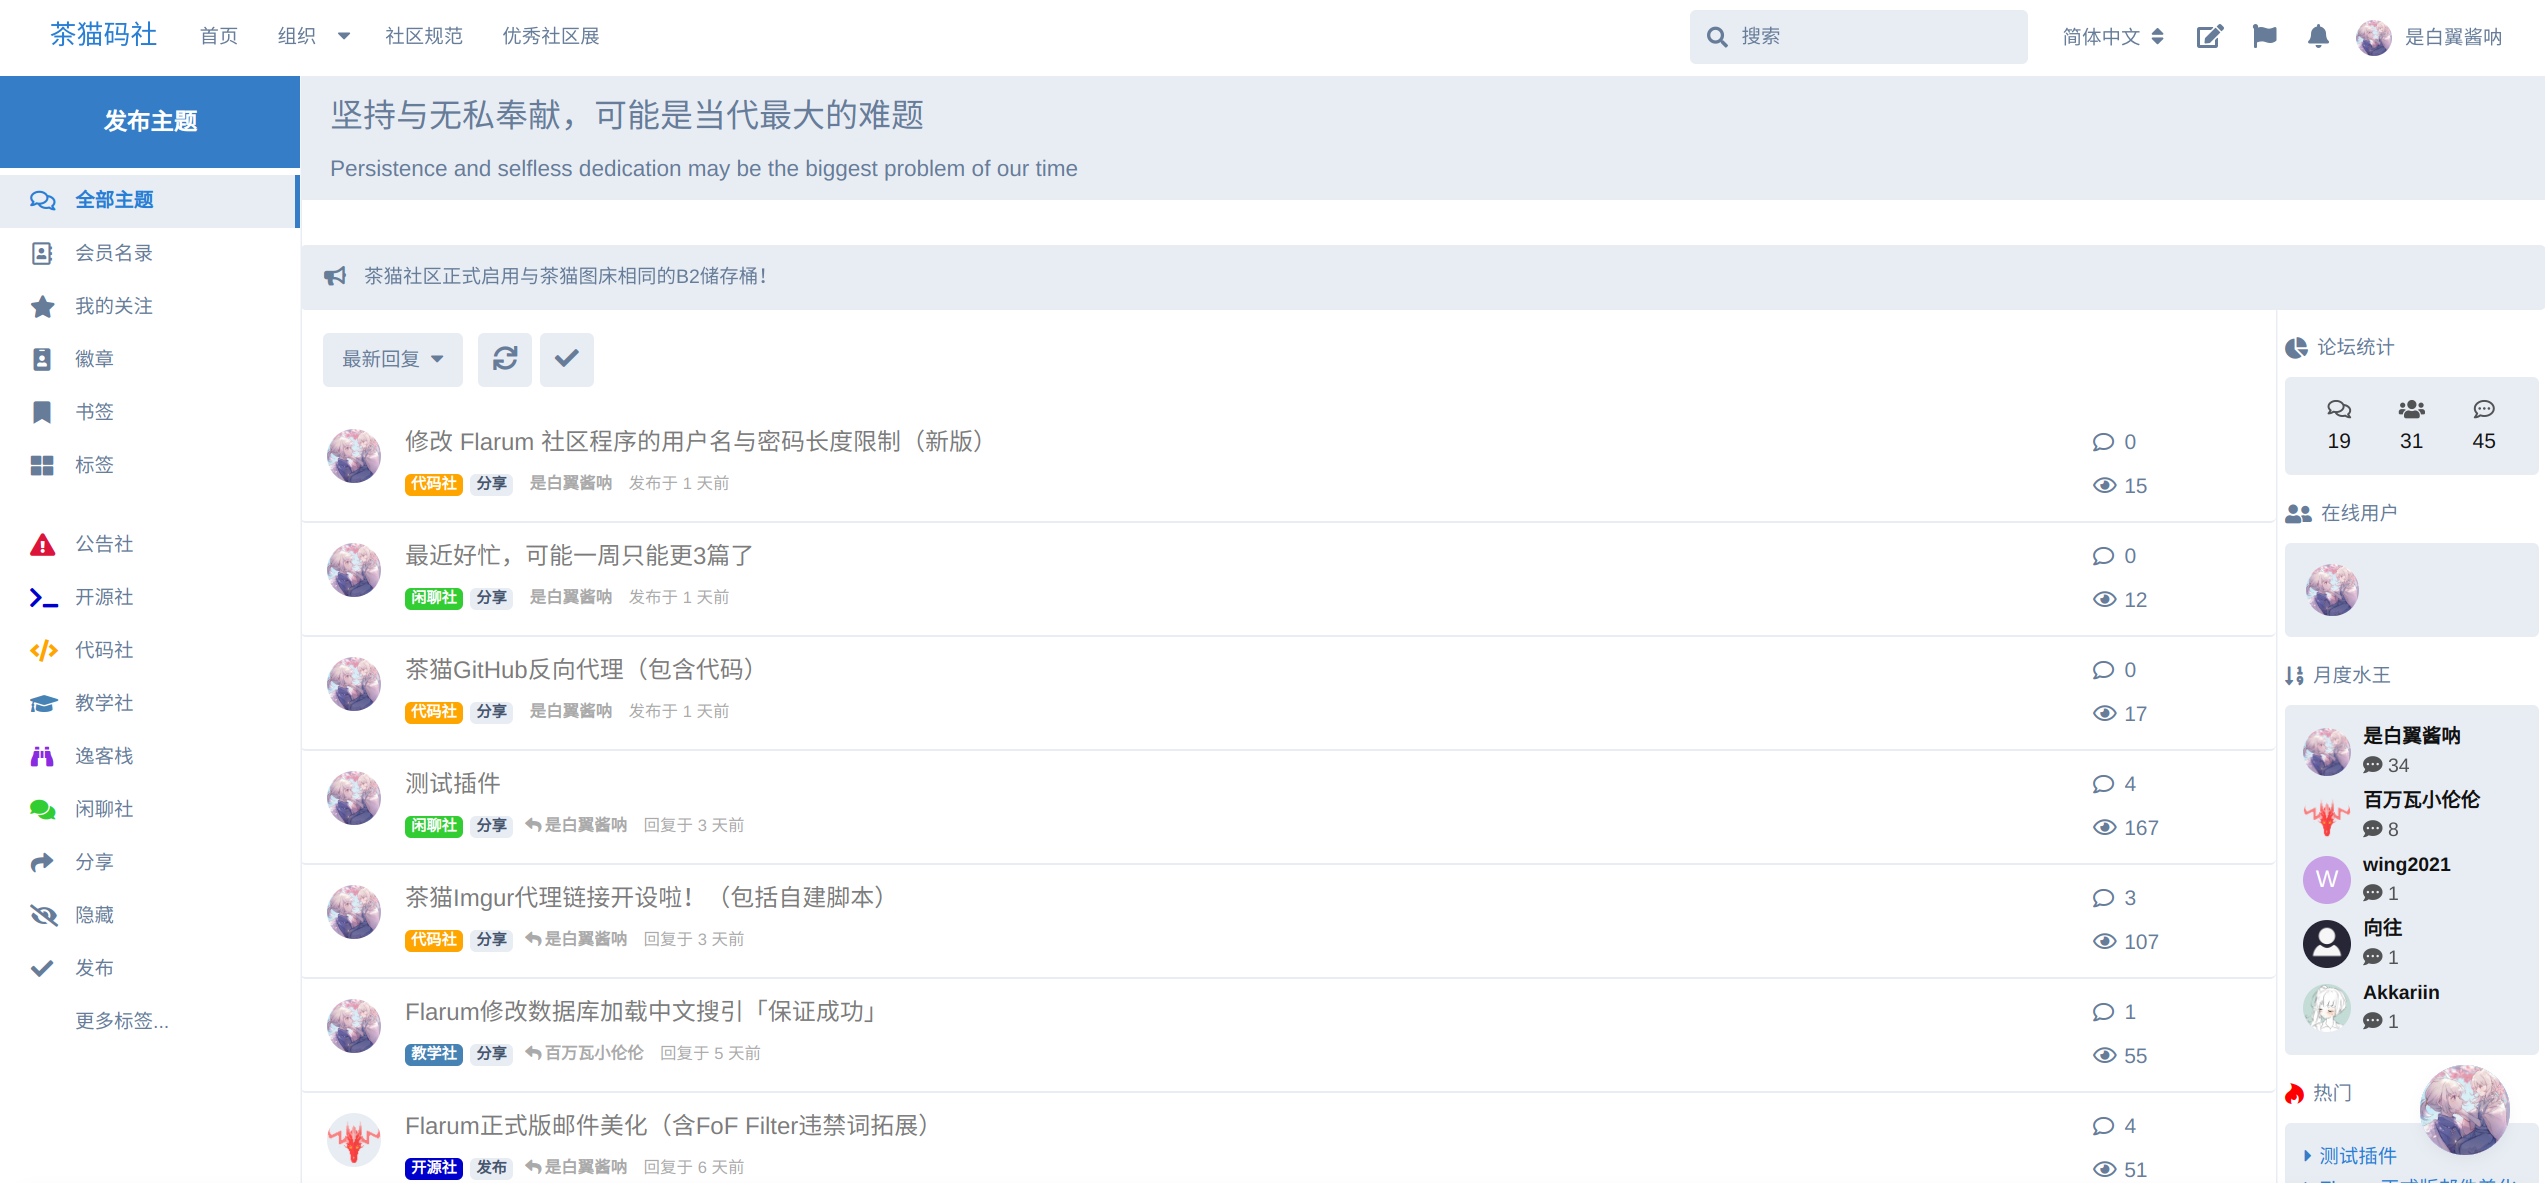 茶猫码社 首页 组织 社区规范 优秀社区展 搜索 简体中文 是白翼酱呐
发布主题
全部主题
会员名录
我的关注
徽章
书签
标签
公告社
开源社
代码社
教学社
逸客栈
闲聊社
分享
隐藏
发布
更多标签...
坚持与无私奉献，可能是当代最大的难题
Persistence and selfless dedication may be the biggest problem of our time
茶猫社区正式启用与茶猫图床相同的B2储存桶！
最新回复
修改 Flarum 社区程序的用户名与密码长度限制（新版） 0
代码社 分享 是白翼酱呐 发布于 1 天前 15
最近好忙，可能一周只能更3篇了 0
闲聊社 分享 是白翼酱呐 发布于 1 天前 12
茶猫GitHub反向代理（包含代码） 0
代码社 分享 是白翼酱呐 发布于 1 天前 17
测试插件 4
闲聊社 分享 是白翼酱呐 回复于 3 天前 167
茶猫Imgur代理链接开设啦！（包括自建脚本） 3
代码社 分享 是白翼酱呐 回复于 3 天前 107
Flarum修改数据库加载中文搜引「保证成功」 1
教学社 分享 百万瓦小伦伦 回复于 5 天前 55
Flarum正式版邮件美化（含FoF Filter违禁词拓展） 4
开源社 发布 是白翼酱呐 回复于 6 天前 51
论坛统计
19 31 45
在线用户
月度水王
是白翼酱呐
34
百万瓦小伦伦
8
W wing2021
1
向往
1
Akkariin
1
热门
测试插件